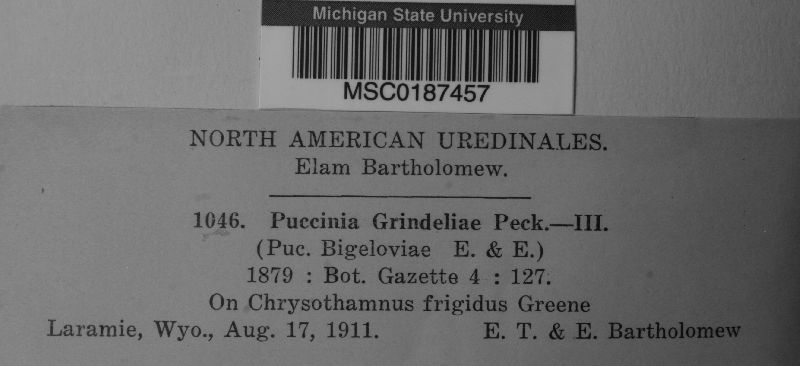 Michigan State University
MSC0187457
NORTH AMERICAN UREDINALES.
Elam Bartholomew.
1046. Puccinia Grindeliae Peck.—III.
(Puc. Bigeloviae E. & E.)
1879 : Bot. Gazette 4 : 127.
On Chrysothamnus frigidus Greene
Laramie, Wyo., Aug. 17, 1911. E. T. & E. Bartholomew